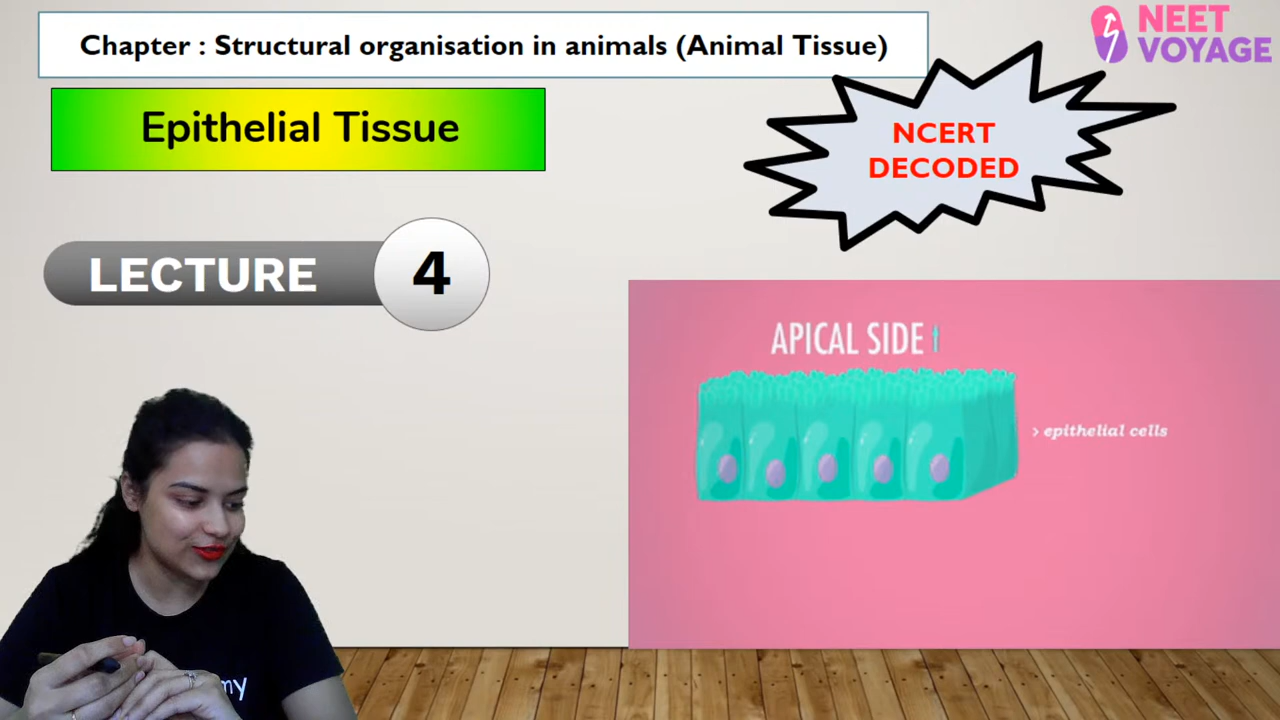 Chapter : Structural organisation in animals (Animal Tissue)
NEET
VOYAGE
Epithelial Tissue
NCERT
DECODED
LECTURE 4
APICAL SIDE ↑
› epithelial cells
my